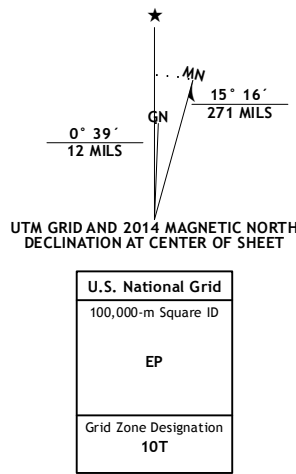 ★
MN
15° 16´
271 MILS
GN
0° 39´
12 MILS
UTM GRID AND 2014 MAGNETIC NORTH
DECLINATION AT CENTER OF SHEET
U.S. National Grid
100,000-m Square ID
EP
Grid Zone Designation
10T